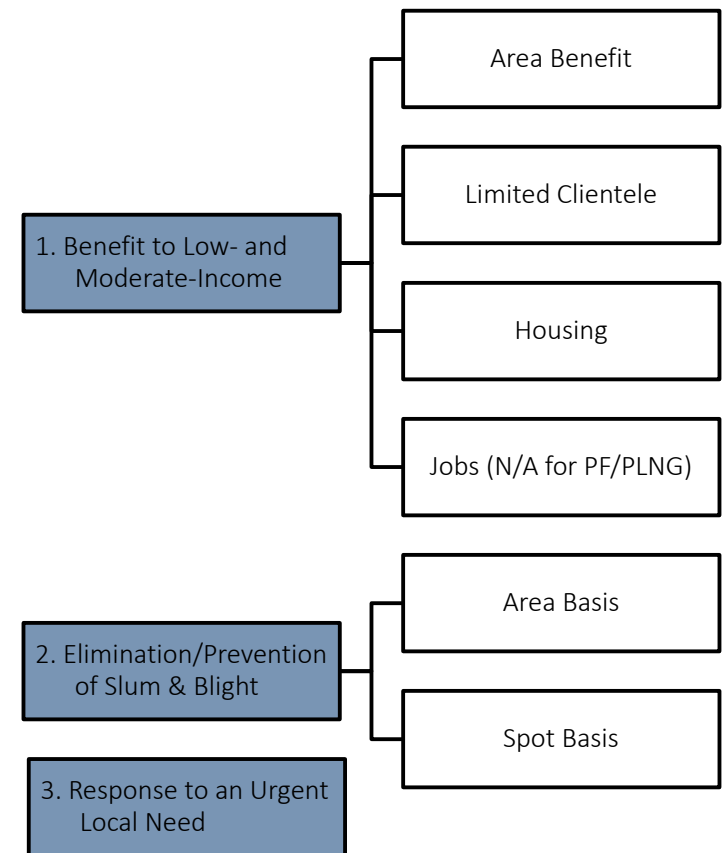 Area Benefit
Limited Clientele
1. Benefit to Low- and
Moderate-Income
Housing
Jobs (N/A for PF/PLNG)
Area Basis
2. Elimination/Prevention
of Slum & Blight
Spot Basis
3. Response to an Urgent
Local Need